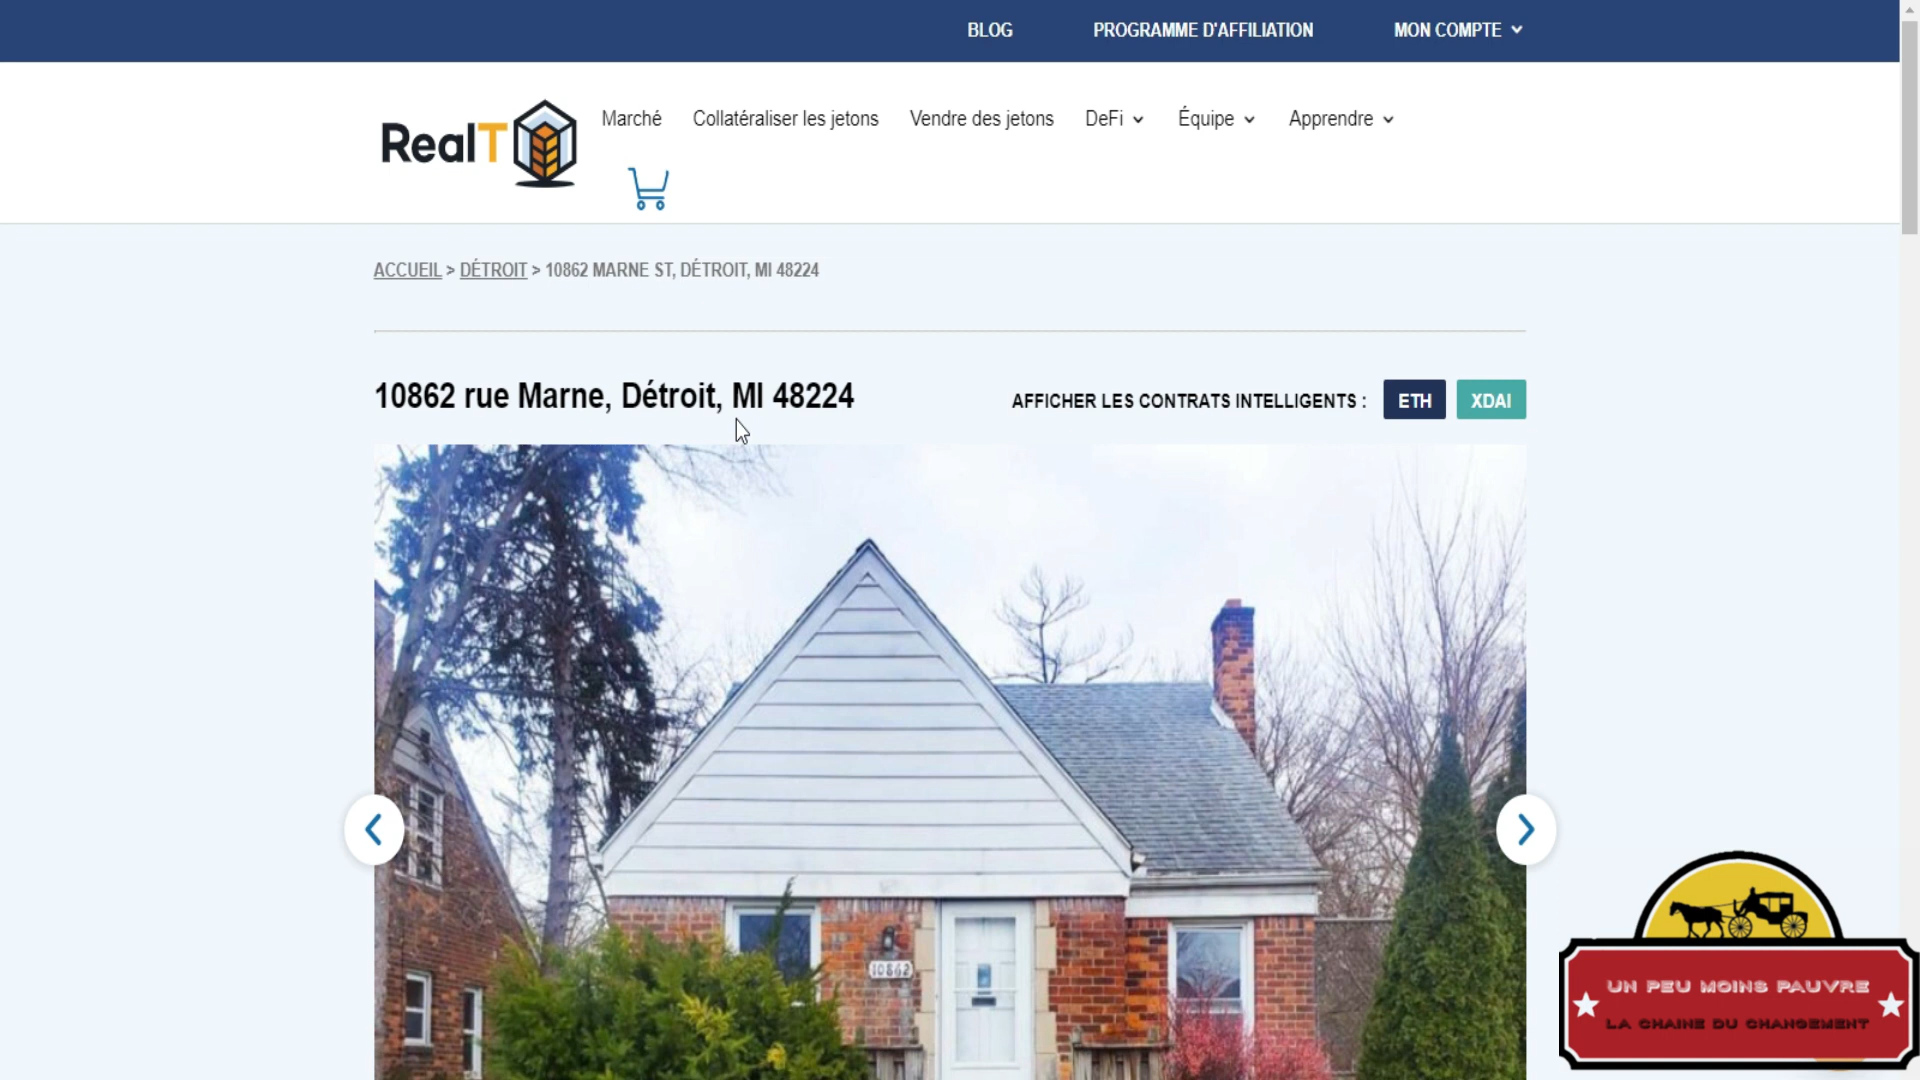 BLOG
PROGRAMME D'AFFILIATION
MON COMPTE
RealT
Marché
Collatéraliser les jetons
Vendre des jetons
DeFi
Équipe
Apprendre
ACCUEIL > DÉTROIT > 10862 MARNE ST, DÉTROIT, MI 48224
10862 rue Marne, Détroit, MI 48224
AFFICHER LES CONTRATS INTELLIGENTS :
ETH
XDAI
10862
UN PEU MOINS PAUVRE
LA CHAINE DU CHANGEMENT